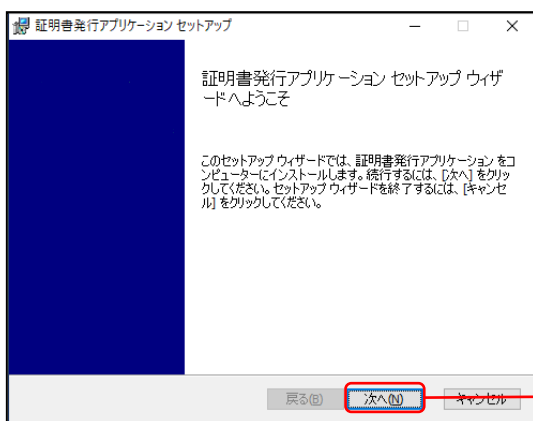 証明書発行アプリケーション セットアップ
証明書発行アプリケーション セットアップ ウィザ
ードへようこそ
このセットアップ ウィザードでは、証明書発行アプリケーション をコ
ンピューターにインストールします。続行するには、[次へ] をクリッ
クしてください。セットアップ ウィザードを終了するには、[キャンセ
ル] をクリックしてください。
戻る(B) 次へ(N) キャンセル